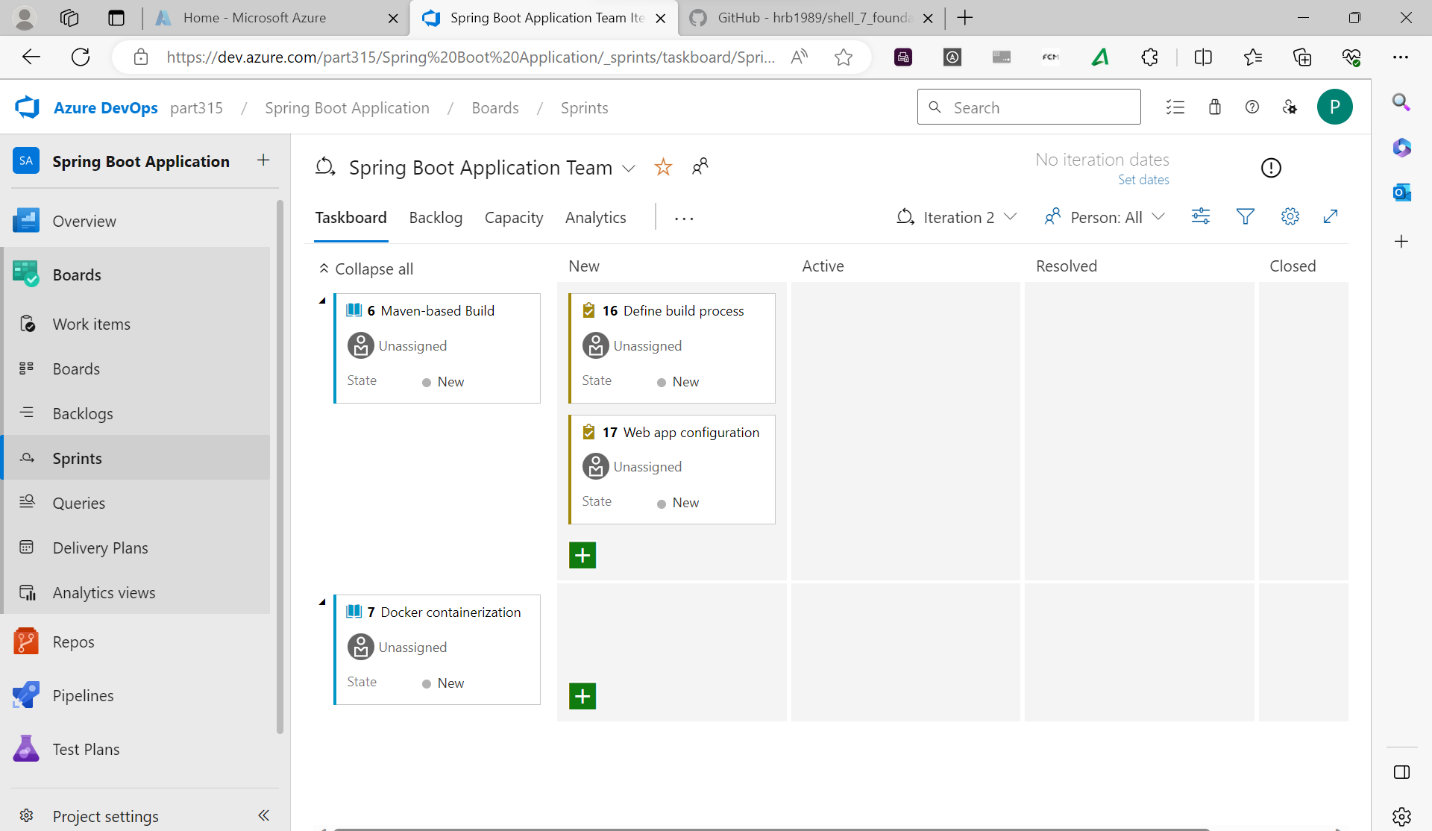 Home - Microsoft Azure
Spring Boot Application Team Ite
GitHub - hrb1989/shell_7_founda
https://dev.azure.com/part315/Spring%20Boot%20Application/_sprints/taskboard/Spri...
FCM
Azure DevOps part315 / Spring Boot Application / Boards / Sprints
Search
P
SA Spring Boot Application
Overview
Boards
Work items
Boards
Backlogs
Sprints
Queries
Delivery Plans
Analytics views
Repos
Pipelines
Test Plans
Project settings
Spring Boot Application Team
No iteration dates
Set dates
Taskboard Backlog Capacity Analytics
Iteration 2
Person: All
Collapse all
New
Active
Resolved
Closed
6 Maven-based Build
Unassigned
State New
16 Define build process
Unassigned
State New
17 Web app configuration
Unassigned
State New
7 Docker containerization
Unassigned
State New